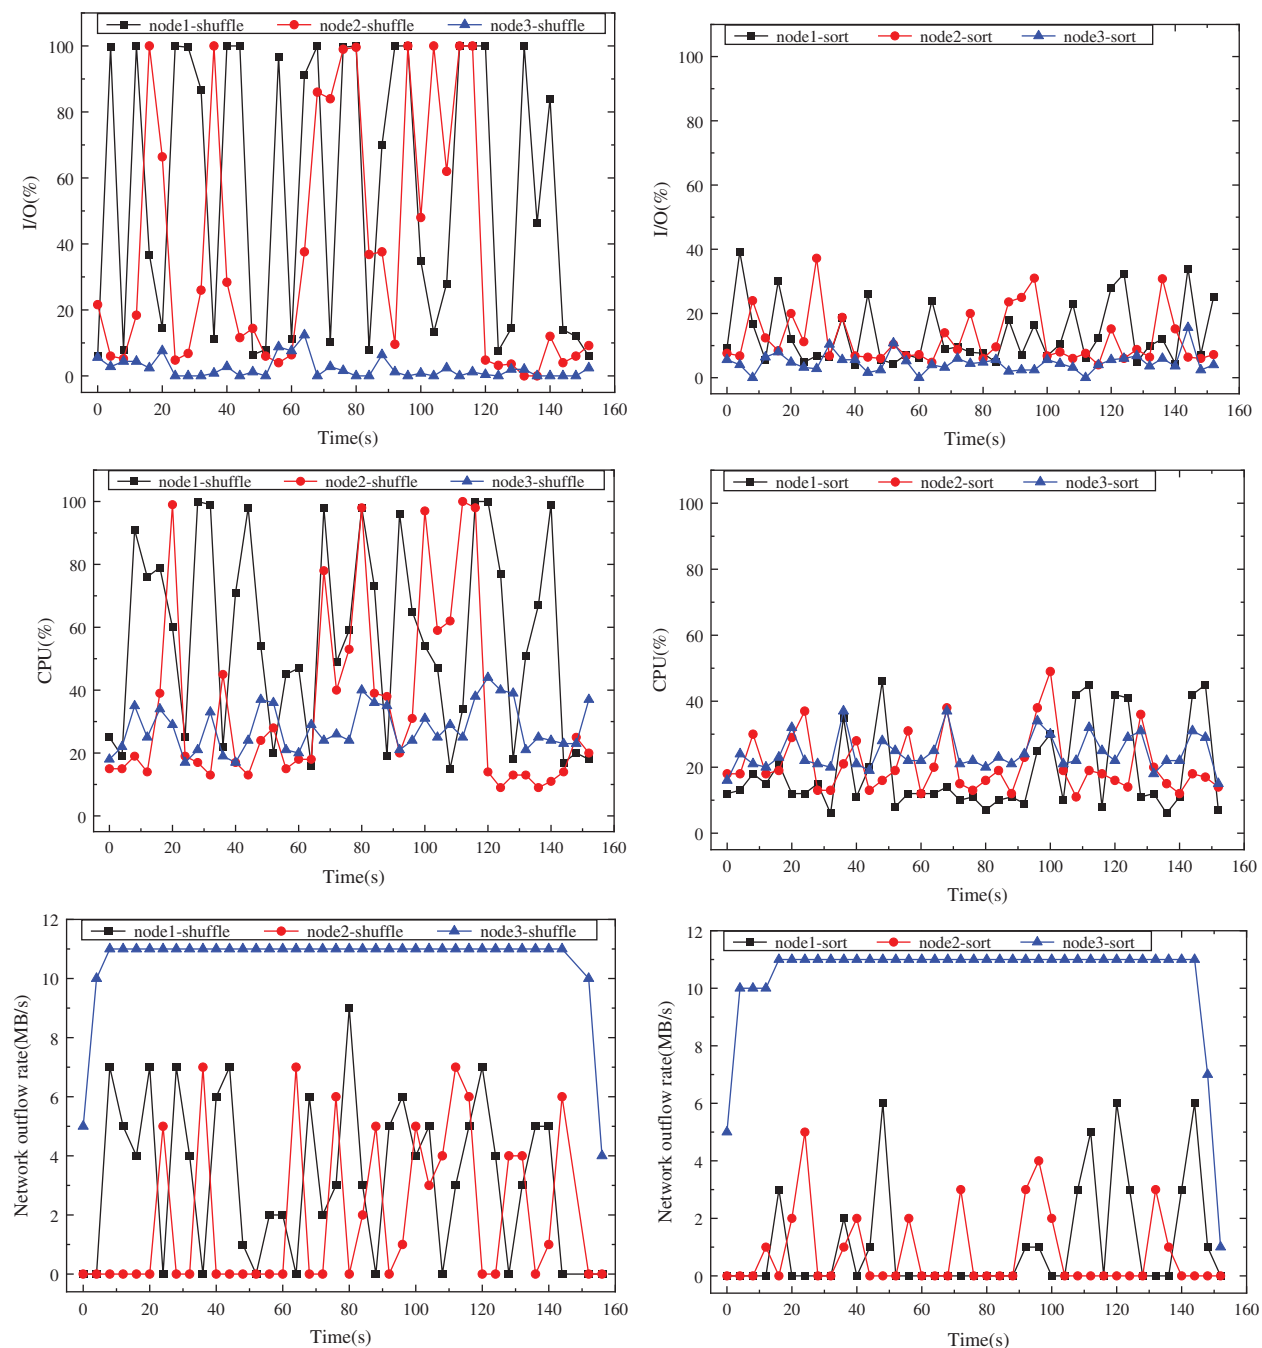 node1-shuffle node2-shuffle node3-shuffle
100
80
60
40
20
0
I/O(%)
0 20 40 60 80 100 120 140 160
Time(s)
node1-sort node2-sort node3-sort
100
80
60
40
20
0
I/O(%)
0 20 40 60 80 100 120 140 160
Time(s)
node1-shuffle node2-shuffle node3-shuffle
100
80
60
40
20
0
CPU(%)
0 20 40 60 80 100 120 140 160
Time(s)
node1-sort node2-sort node3-sort
100
80
60
40
20
0
CPU(%)
0 20 40 60 80 100 120 140 160
Time(s)
12
node1-shuffle node2-shuffle node3-shuffle
10
8
6
4
2
0
Network outflow rate(MB/s)
0 20 40 60 80 100 120 140 160
Time(s)
12
node1-sort node2-sort node3-sort
10
8
6
4
2
0
Network outflow rate(MB/s)
0 20 40 60 80 100 120 140 160
Time(s)